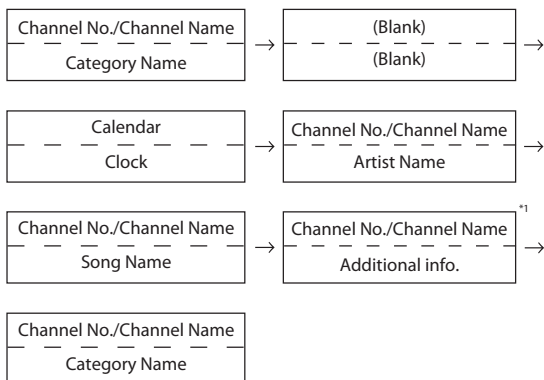 Channel No./Channel Name
Category Name
→
(Blank)
(Blank)
→
Calendar
Clock
→
Channel No./Channel Name
Artist Name
→
Channel No./Channel Name
Song Name
→
Channel No./Channel Name
Additional info.
*1
→
Channel No./Channel Name
Category Name